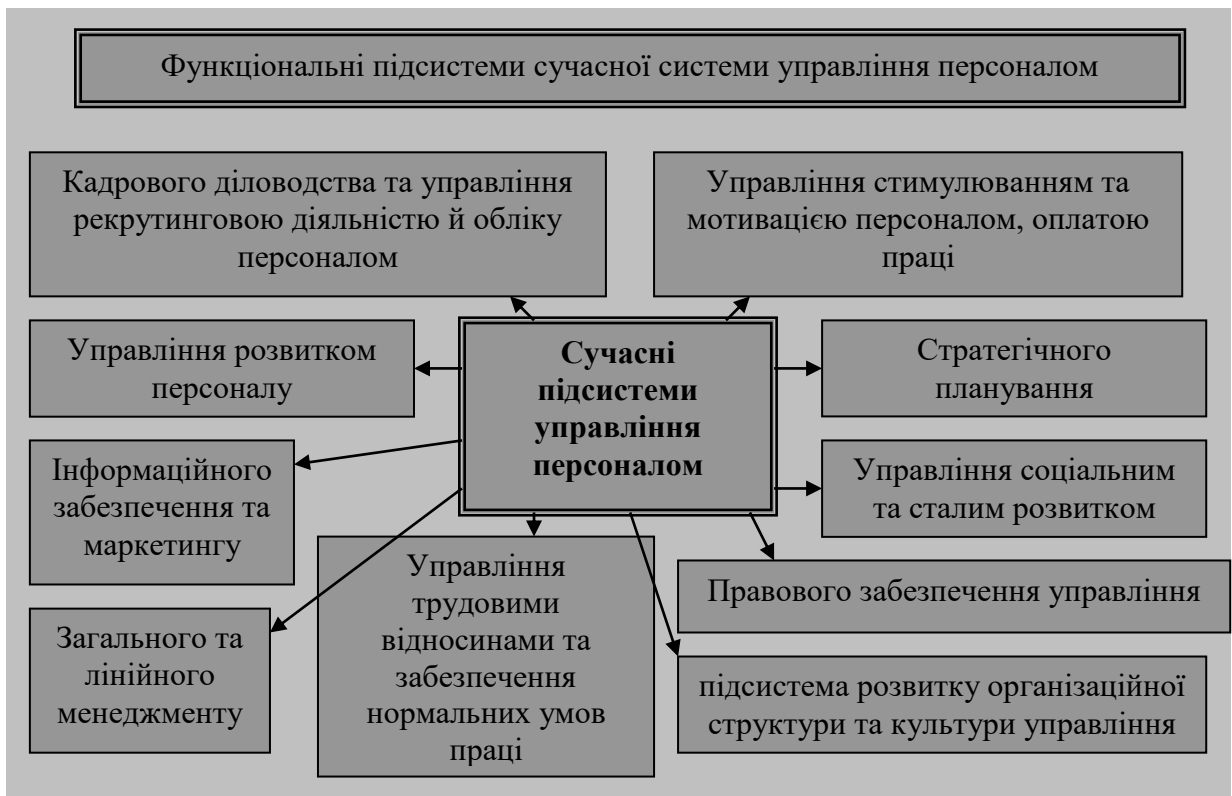 Функціональні підсистеми сучасної системи управління персоналом
Кадрового діловодства та управління
рекрутинговою діяльністю й обліку
персоналом
Управління стимулюванням та
мотивацією персоналом, оплатою
праці
Управління розвитком
персоналу
Сучасні
підсистеми
управління
персоналом
Стратегічного
планування
Інформаційного
забезпечення та
маркетингу
Управління соціальним
та сталим розвитком
Загального та
лінійного
менеджменту
Управління
трудовими
відносинами та
забезпечення
нормальних умов
праці
Правового забезпечення управління
підсистема розвитку організаційної
структури та культури управління